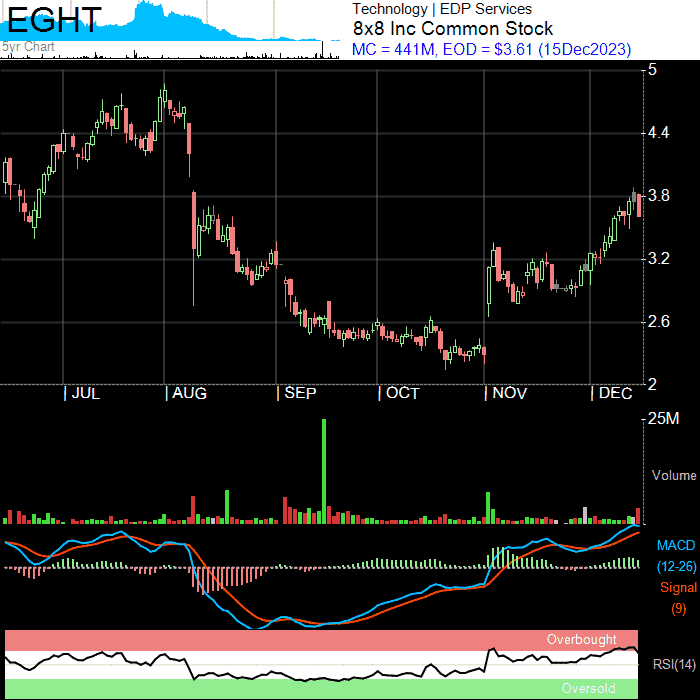 EGHT
5yr Chart
Technology | EDP Services
8x8 Inc Common Stock
MC = 441M, EOD = $3.61 (15Dec2023)
5
4.4
3.8
3.2
2.6
2
| JUL | AUG | SEP | OCT | NOV | DEC
25M
Volume
MACD
(12-26)
Signal
(9)
Overbought
RSI(14)
Oversold